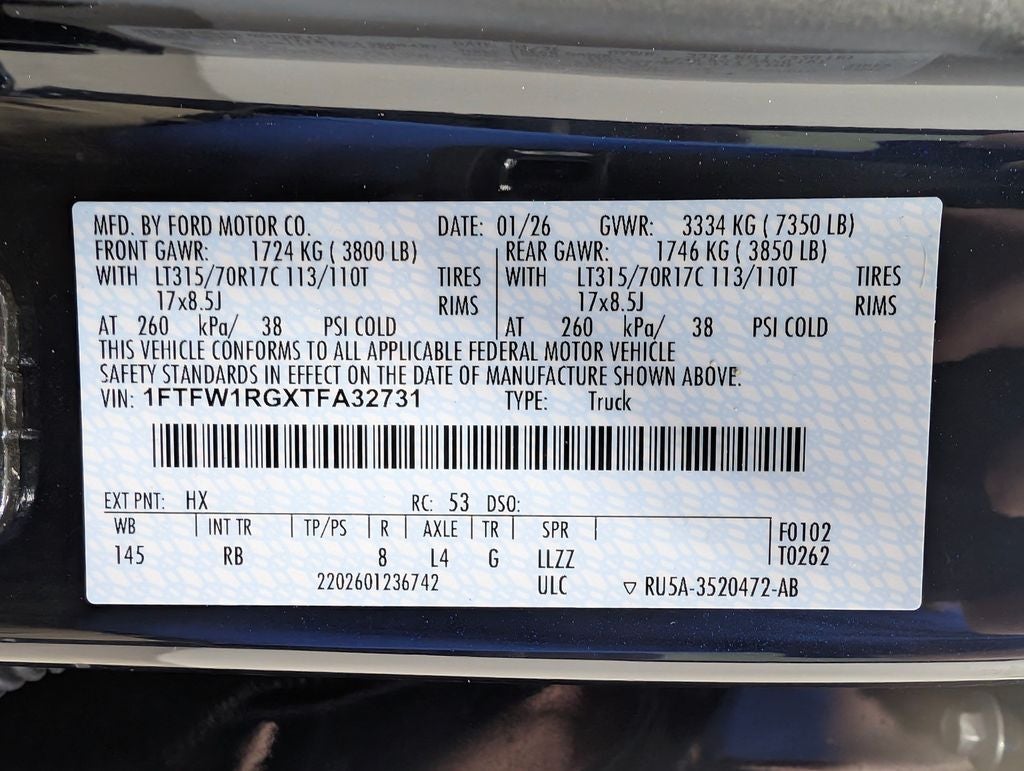 MFD. BY FORD MOTOR CO. DATE: 01/26 GVWR: 3334 KG ( 7350 LB)
FRONT GAWR: 1724 KG ( 3800 LB) REAR GAWR: 1746 KG ( 3850 LB)
WITH LT315/70R17C 113/110T TIRES WITH LT315/70R17C 113/110T TIRES
17x8.5J RIMS 17x8.5J RIMS
AT 260 kPa/ 38 PSI COLD AT 260 kPa/ 38 PSI COLD
THIS VEHICLE CONFORMS TO ALL APPLICABLE FEDERAL MOTOR VEHICLE
SAFETY STANDARDS IN EFFECT ON THE DATE OF MANUFACTURE SHOWN ABOVE.
VIN: 1FTFW1RGXTFA32731 TYPE: Truck
EXT PNT: HX RC: 53 DSO:
WB INT TR TP/PS R AXLE TR SPR F0102
145 RB 8 L4 G LLZZ T0262
2202601236742 ULC ▽ RU5A-3520472-AB